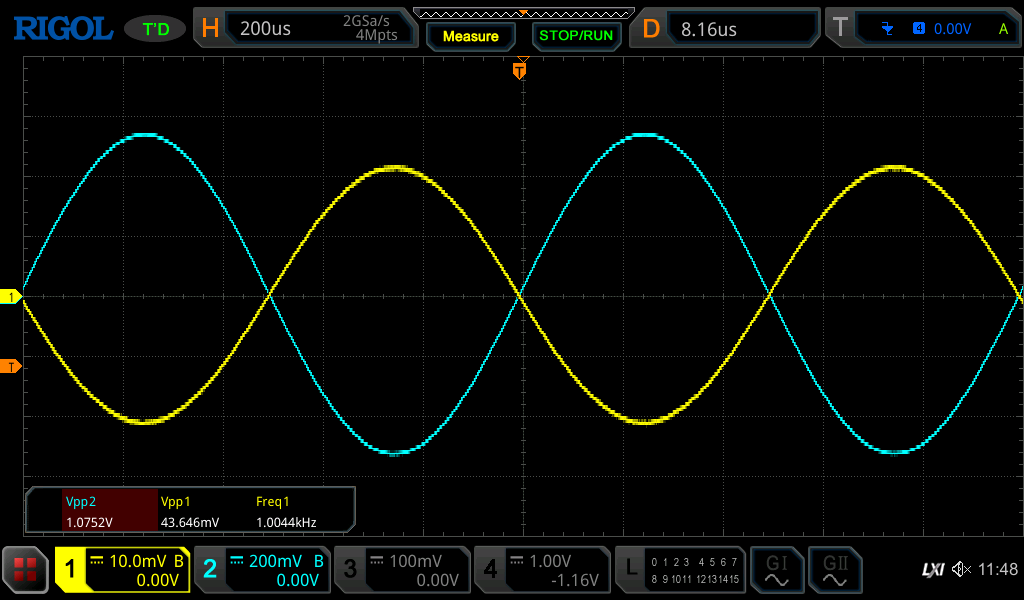 RIGOL T'D H 200us 2GSa/s 4Mpts Measure STOP/RUN D 8.16us T 4 0.00V A
T
1
T
Vpp2 Vpp1 Freq1
1.0752V 43.646mV 1.0044kHz
1 10.0mV B 0.00V
2 200mV B 0.00V
3 100mV 0.00V
4 1.00V -1.16V
L 0 1 2 3 4 5 6 7
8 9 10 11 12 13 14 15
GI
GII
LXI 11:48